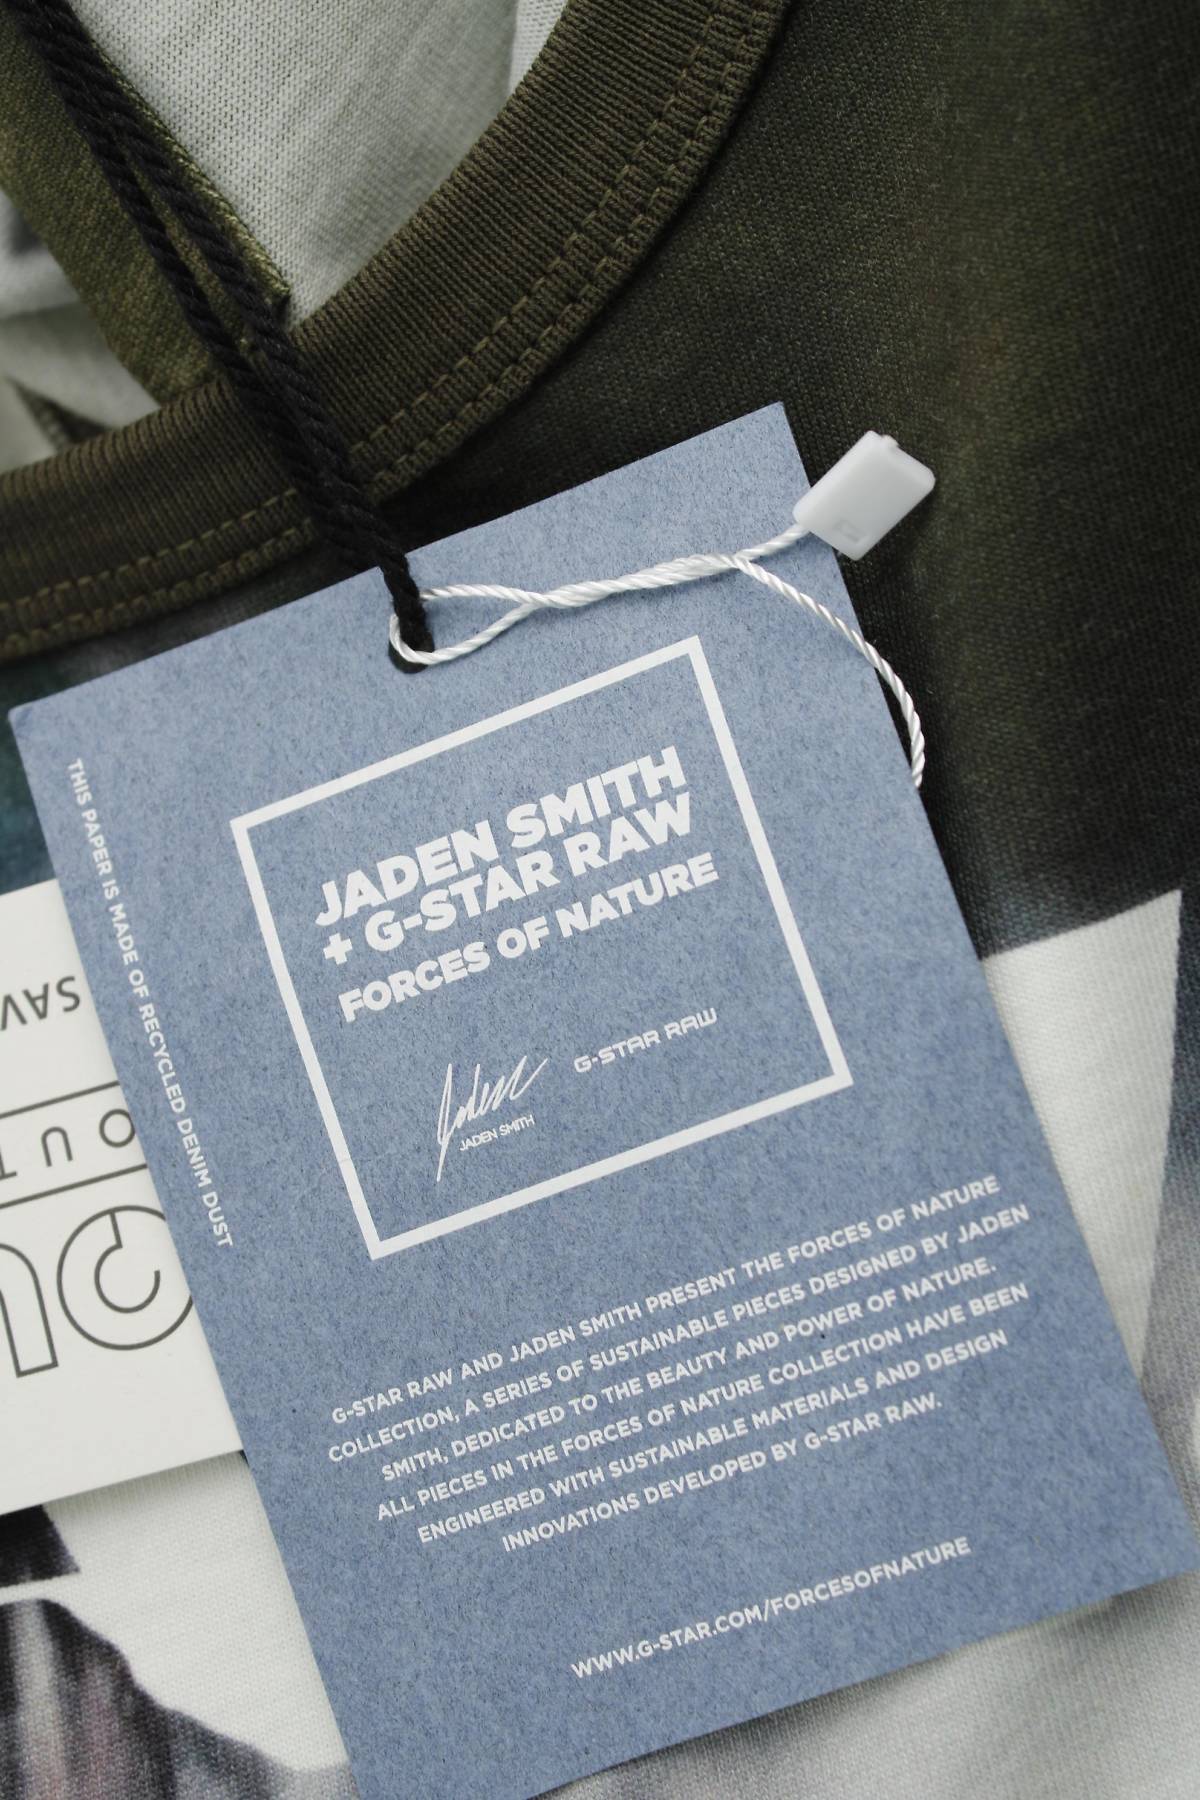 JADEN SMITH
+ G-STAR RAW
FORCES OF NATURE
Jaden
JADEN SMITH
G-STAR RAW
THIS PAPER IS MADE OF RECYCLED DENIM DUST
G-STAR RAW AND JADEN SMITH PRESENT THE FORCES OF NATURE
COLLECTION, A SERIES OF SUSTAINABLE PIECES DESIGNED BY JADEN
SMITH, DEDICATED TO THE BEAUTY AND POWER OF NATURE.
ALL PIECES IN THE FORCES OF NATURE COLLECTION HAVE BEEN
ENGINEERED WITH SUSTAINABLE MATERIALS AND DESIGN
INNOVATIONS DEVELOPED BY G-STAR RAW.
WWW.G-STAR.COM/FORCESOFNATURE
SAV
OUT